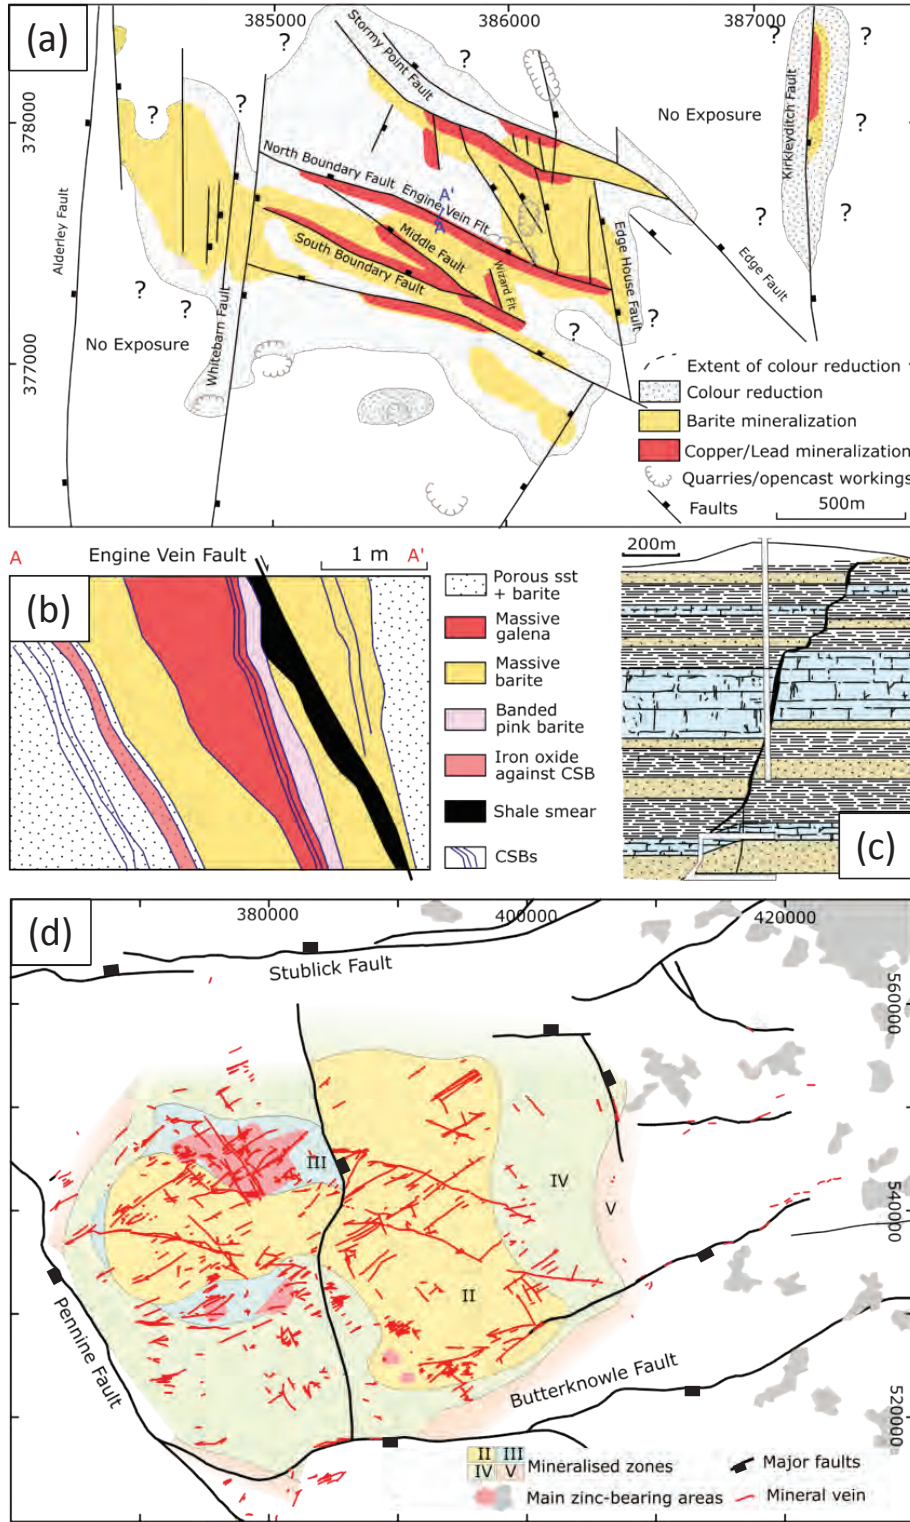 (a)
385000
386000
387000
378000
377000
?
?
?
?
?
?
?
?
?
?
?
?
?
Stormy Point Fault
No Exposure
Kirkleyditch Fault
North Boundary Fault
Engine Vein Flt
A'
A
Alderley Fault
Middle Fault
South Boundary Fault
Wizard Flt
Edge House Fault
Edge Fault
Whitebarn Fault
No Exposure
Extent of colour reduction
Colour reduction
Barite mineralization
Copper/Lead mineralization
Quarries/opencast workings
Faults
500m
A
Engine Vein Fault
1 m
A'
(b)
Porous sst
+ barite
Massive
galena
Massive
barite
Banded
pink barite
Iron oxide
against CSB
Shale smear
CSBs
200m
(c)
(d)
380000
400000
420000
560000
540000
520000
Stublick Fault
III
IV
V
II
Pennine Fault
Butterknowle Fault
II
III
IV
V
Mineralised zones
Main zinc-bearing areas
Major faults
Mineral vein